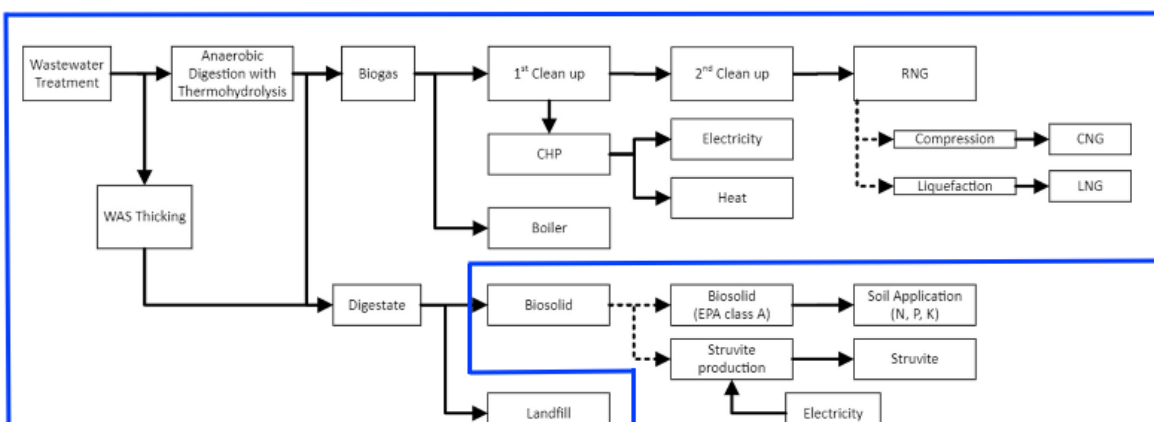 Wastewater
Treatment
Anaerobic
Digestion with
Thermohydrolysis
Biogas
1st Clean up
2nd Clean up
RNG
CHP
Electricity
Compression
CNG
WAS Thicking
Heat
Liquefaction
LNG
Boiler
Digestate
Biosolid
Biosolid
(EPA class A)
Soil Application
(N, P, K)
Struvite
production
Struvite
Landfill
Electricity